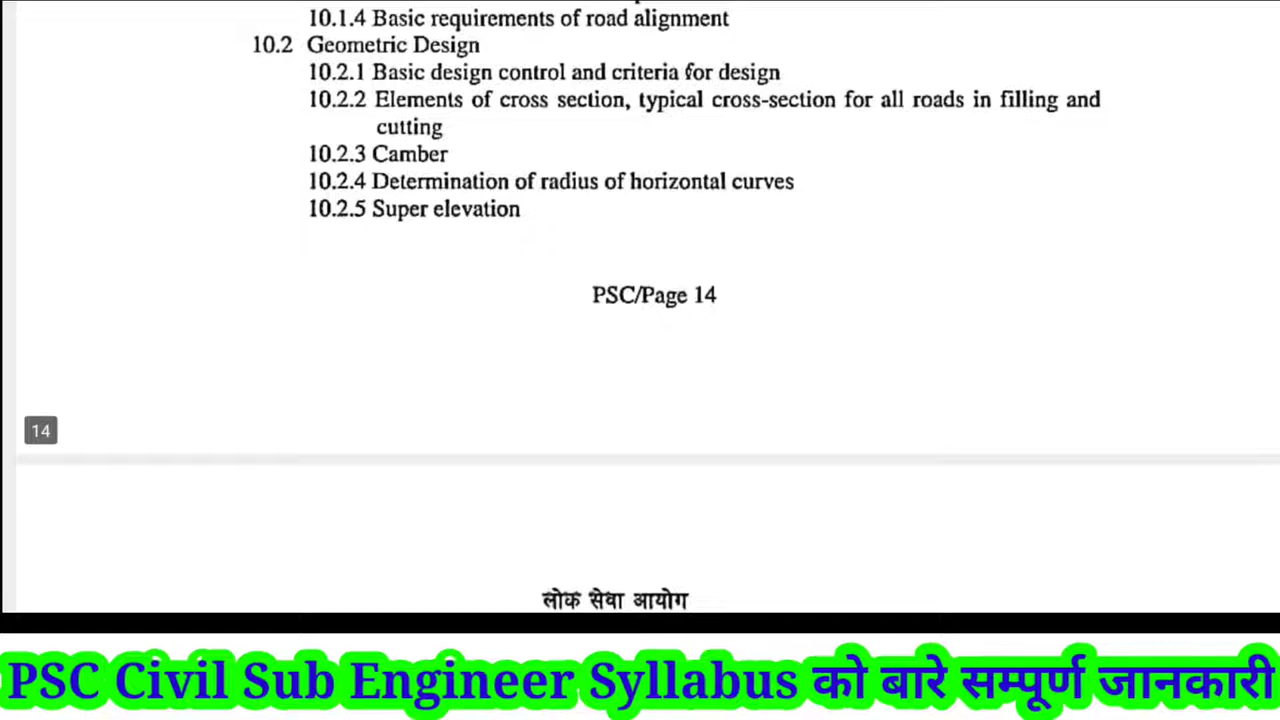 10.1.4 Basic requirements of road alignment
10.2 Geometric Design
10.2.1 Basic design control and criteria for design
10.2.2 Elements of cross section, typical cross-section for all roads in filling and
cutting
10.2.3 Camber
10.2.4 Determination of radius of horizontal curves
10.2.5 Super elevation
PSC/Page 14
14
लोक सेवा आयोग
PSC Civil Sub Engineer Syllabus को बारे सम्पूर्ण जानकारी